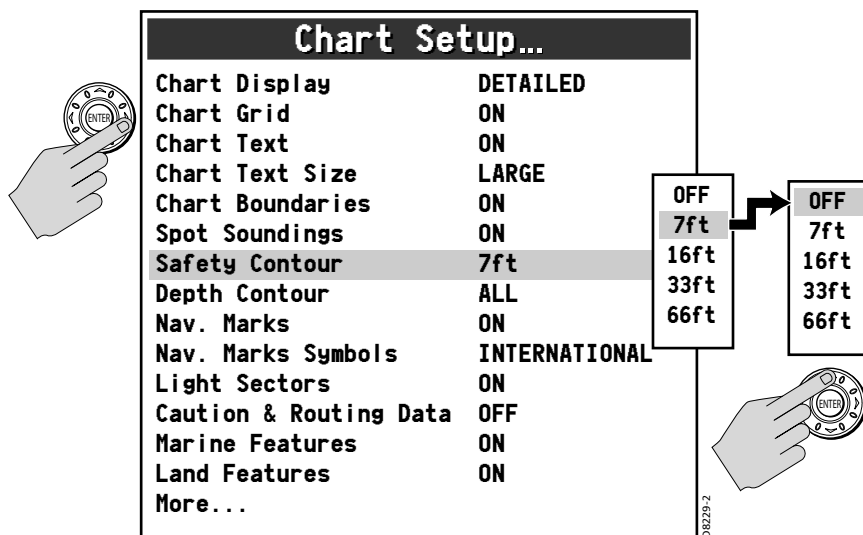 Chart Setup...
Chart Display DETAILED
Chart Grid ON
Chart Text ON
Chart Text Size LARGE
Chart Boundaries ON
Spot Soundings ON
Safety Contour 7ft
Depth Contour ALL
Nav. Marks ON
Nav. Marks Symbols INTERNATIONAL
Light Sectors ON
Caution & Routing Data OFF
Marine Features ON
Land Features ON
More...
ENTER
OFF
7ft
16ft
33ft
66ft
OFF
7ft
16ft
33ft
66ft
ENTER
D8229-2